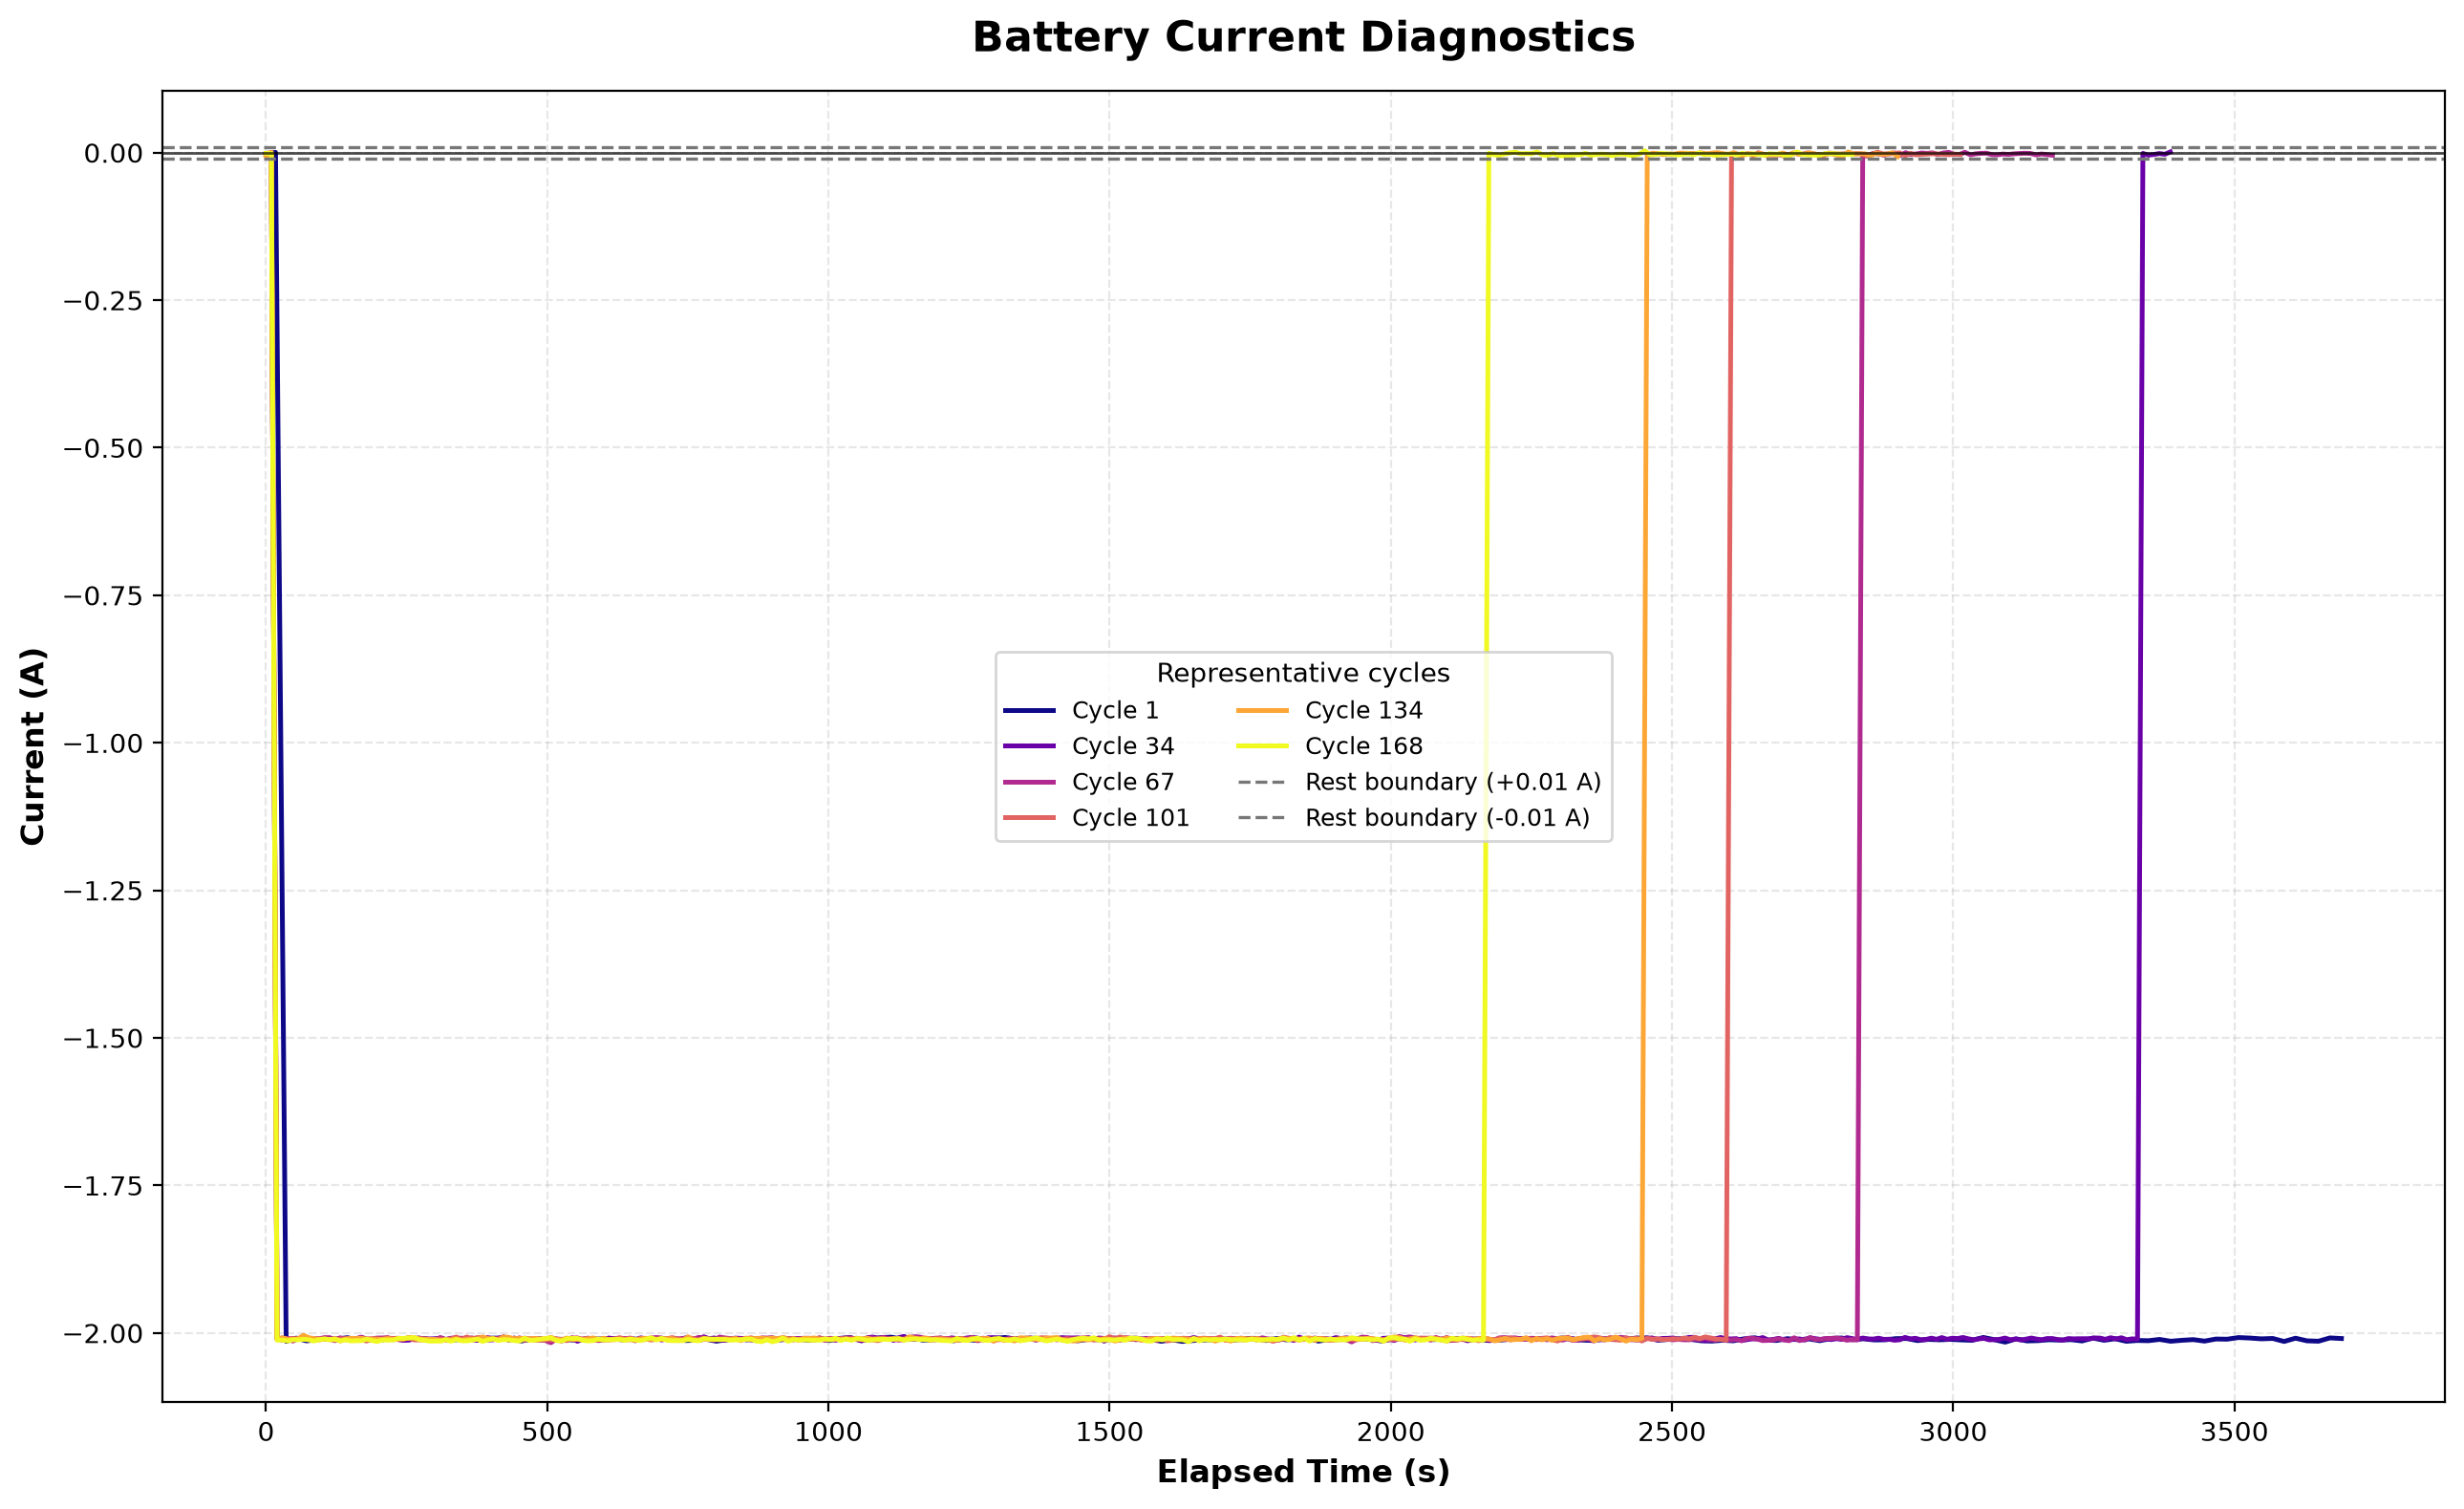 Battery Current Diagnostics
Current (A)
0.00
−0.25
−0.50
−0.75
−1.00
−1.25
−1.50
−1.75
−2.00
Representative cycles
Cycle 1
Cycle 34
Cycle 67
Cycle 101
Cycle 134
Cycle 168
Rest boundary (+0.01 A)
Rest boundary (-0.01 A)
0 500 1000 1500 2000 2500 3000 3500
Elapsed Time (s)